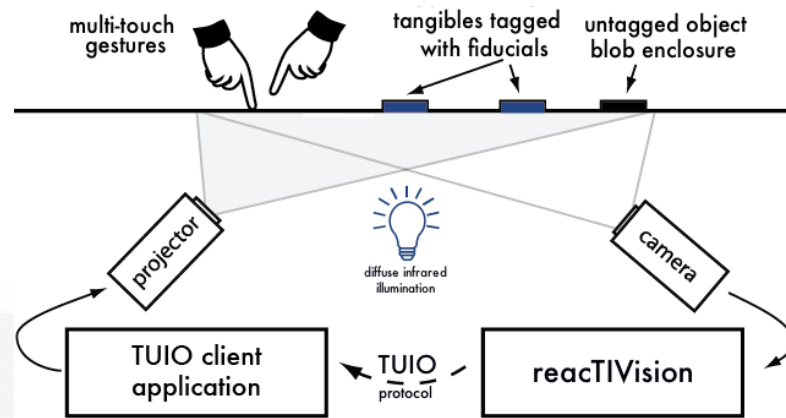 multi-touch
gestures
tangibles tagged
with fiducials
untagged object
blob enclosure
projector
diffuse infrared
illumination
camera
TUIO client
application
TUIO
protocol
reacTIVision